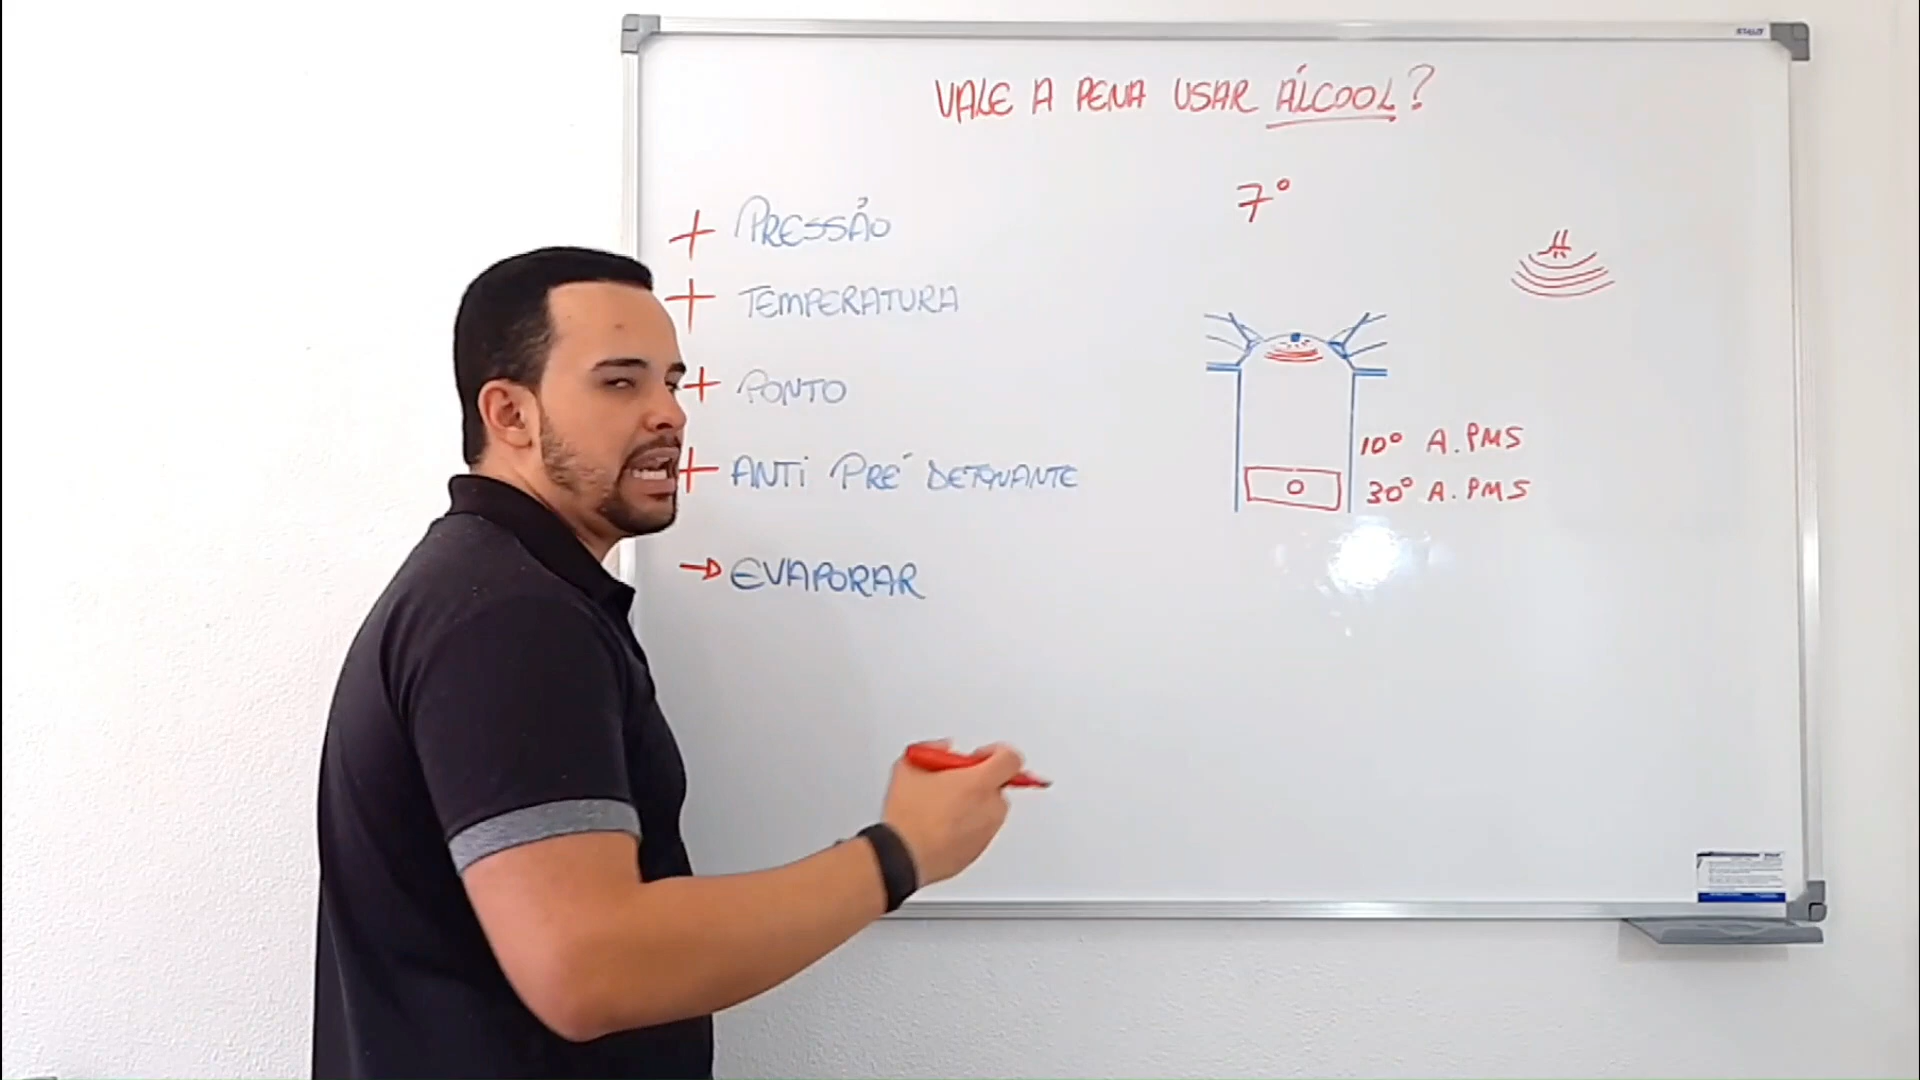 VALE A PENA USAR ÁLCOOL?
+ PRESSÃO
+ TEMPERATURA
+ PONTO
+ ANTI PRÉ DETONANTE
→ EVAPORAR
7°
10° A.PMS
30° A.PMS